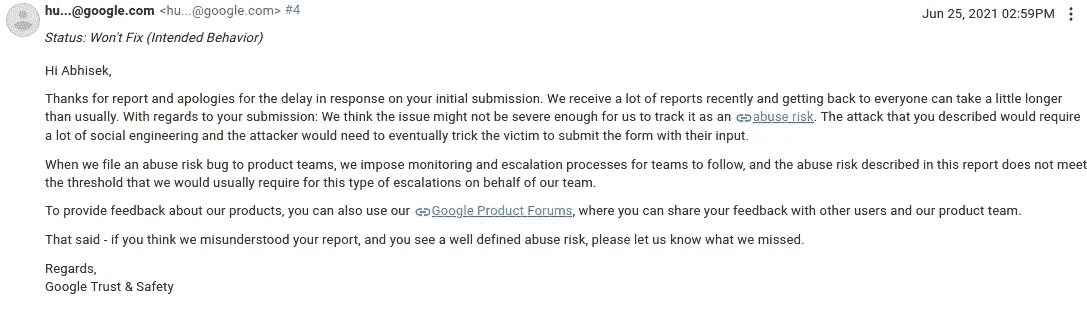 hu...@google.com <hu...@google.com> #4
Jun 25, 2021 02:59PM
Status: Won't Fix (Intended Behavior)
Hi Abhisek,
Thanks for report and apologies for the delay in response on your initial submission. We receive a lot of reports recently and getting back to everyone can take a little longer
than usually. With regards to your submission: We think the issue might not be severe enough for us to track it as an abuse risk. The attack that you described would require
a lot of social engineering and the attacker would need to eventually trick the victim to submit the form with their input.
When we file an abuse risk bug to product teams, we impose monitoring and escalation processes for teams to follow, and the abuse risk described in this report does not meet
the threshold that we would usually require for this type of escalations on behalf of our team.
To provide feedback about our products, you can also use our Google Product Forums, where you can share your feedback with other users and our product team.
That said - if you think we misunderstood your report, and you see a well defined abuse risk, please let us know what we missed.
Regards,
Google Trust & Safety